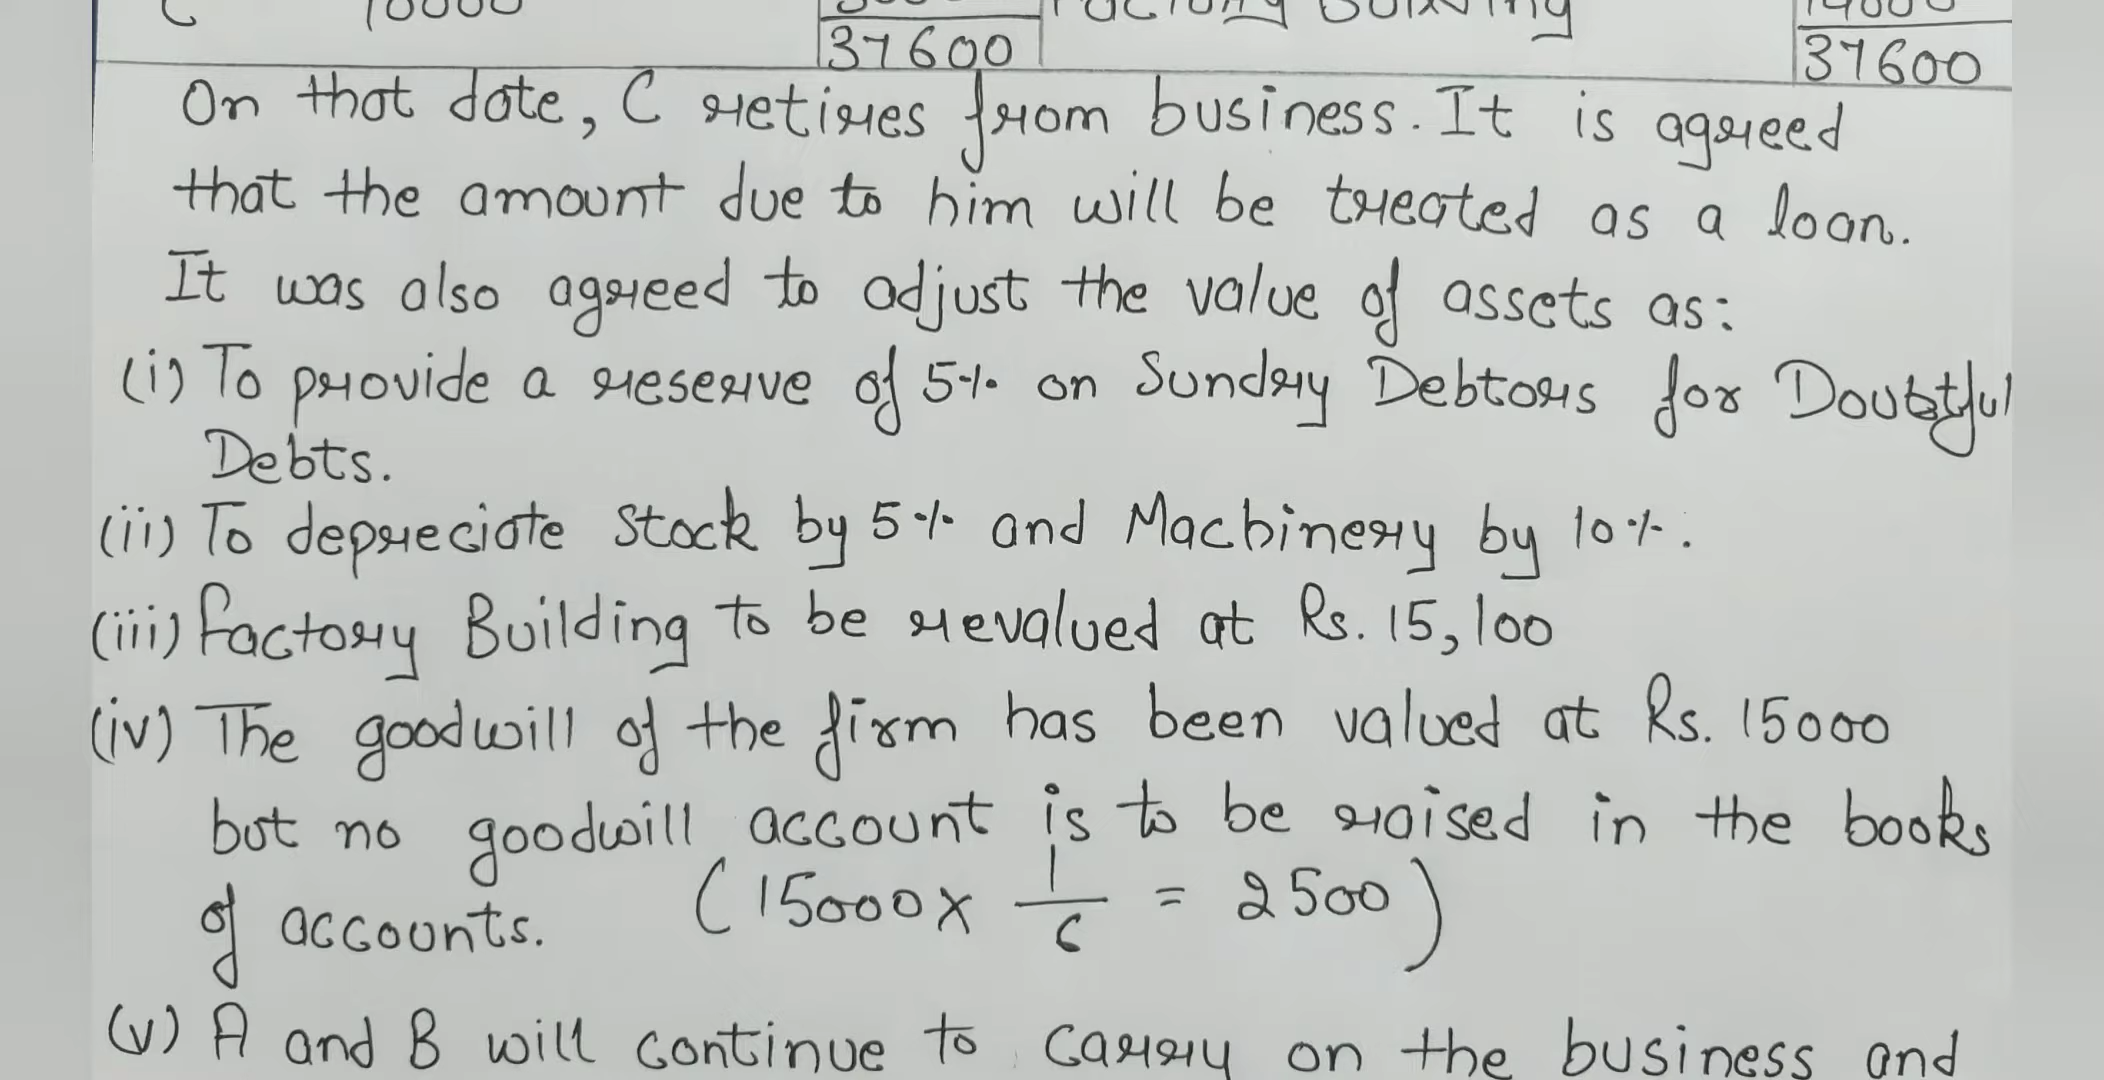 C 10000
37600
37600
On that date, C retires from business. It is agreed
that the amount due to him will be treated as a loan.
It was also agreed to adjust the value of assets as:
(i) To provide a reserve of 5% on Sundry Debtors for Doubtful
Debts.
(ii) To depreciate Stock by 5% and Machinery by 10%.
(iii) Factory Building to be revalued at Rs. 15,100
(iv) The goodwill of the firm has been valued at Rs. 15000
but no goodwill account is to be raised in the books
of accounts. (15000 x 1/6 = 2500)
(v) A and B will continue to carry on the business and